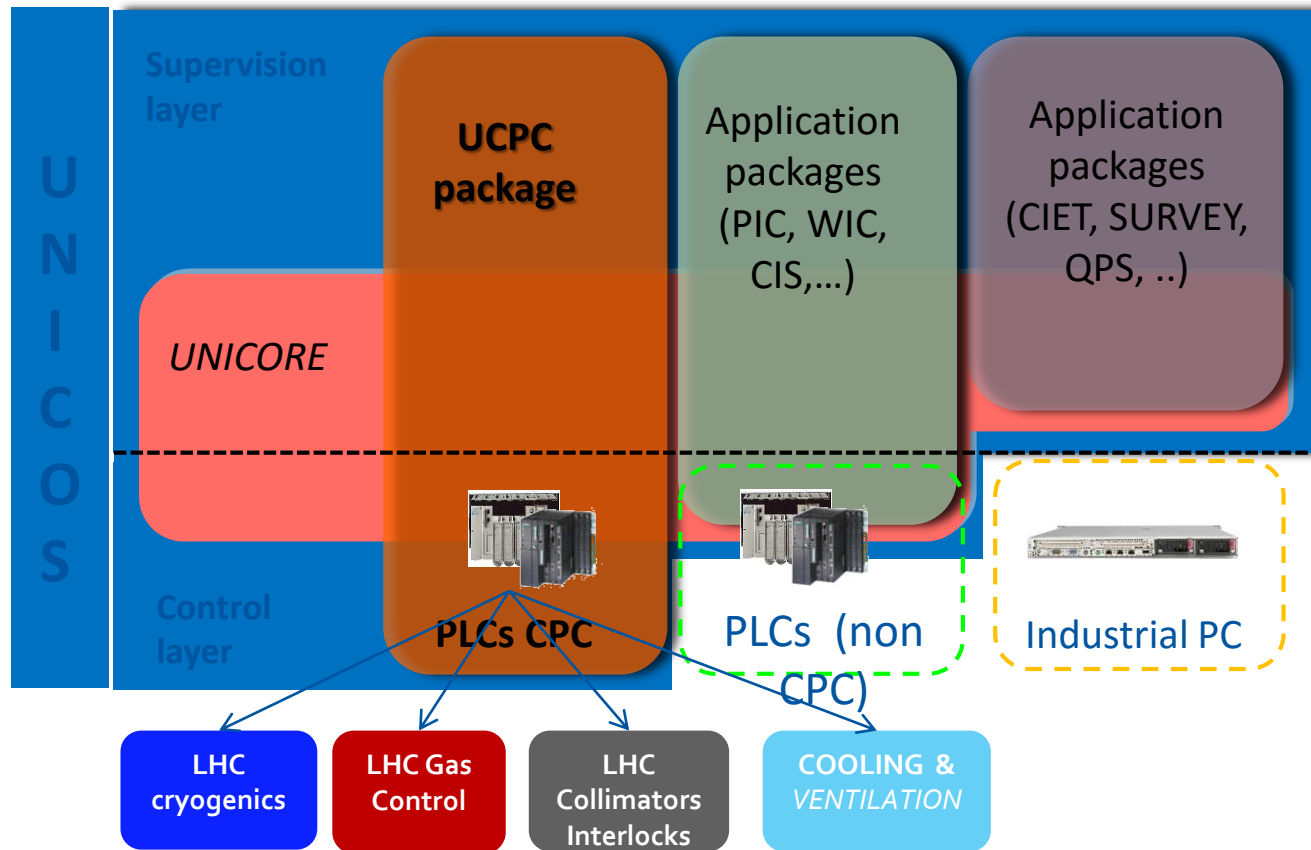 UNICOS
Supervision
layer
UCPC
package
Application
packages
(PIC, WIC,
CIS,...)
Application
packages
(CIET, SURVEY,
QPS, ..)
UNICORE
Control
layer
PLCs CPC
PLCs (non
CPC)
Industrial PC
LHC
cryogenics
LHC Gas
Control
LHC
Collimators
Interlocks
COOLING &
VENTILATION